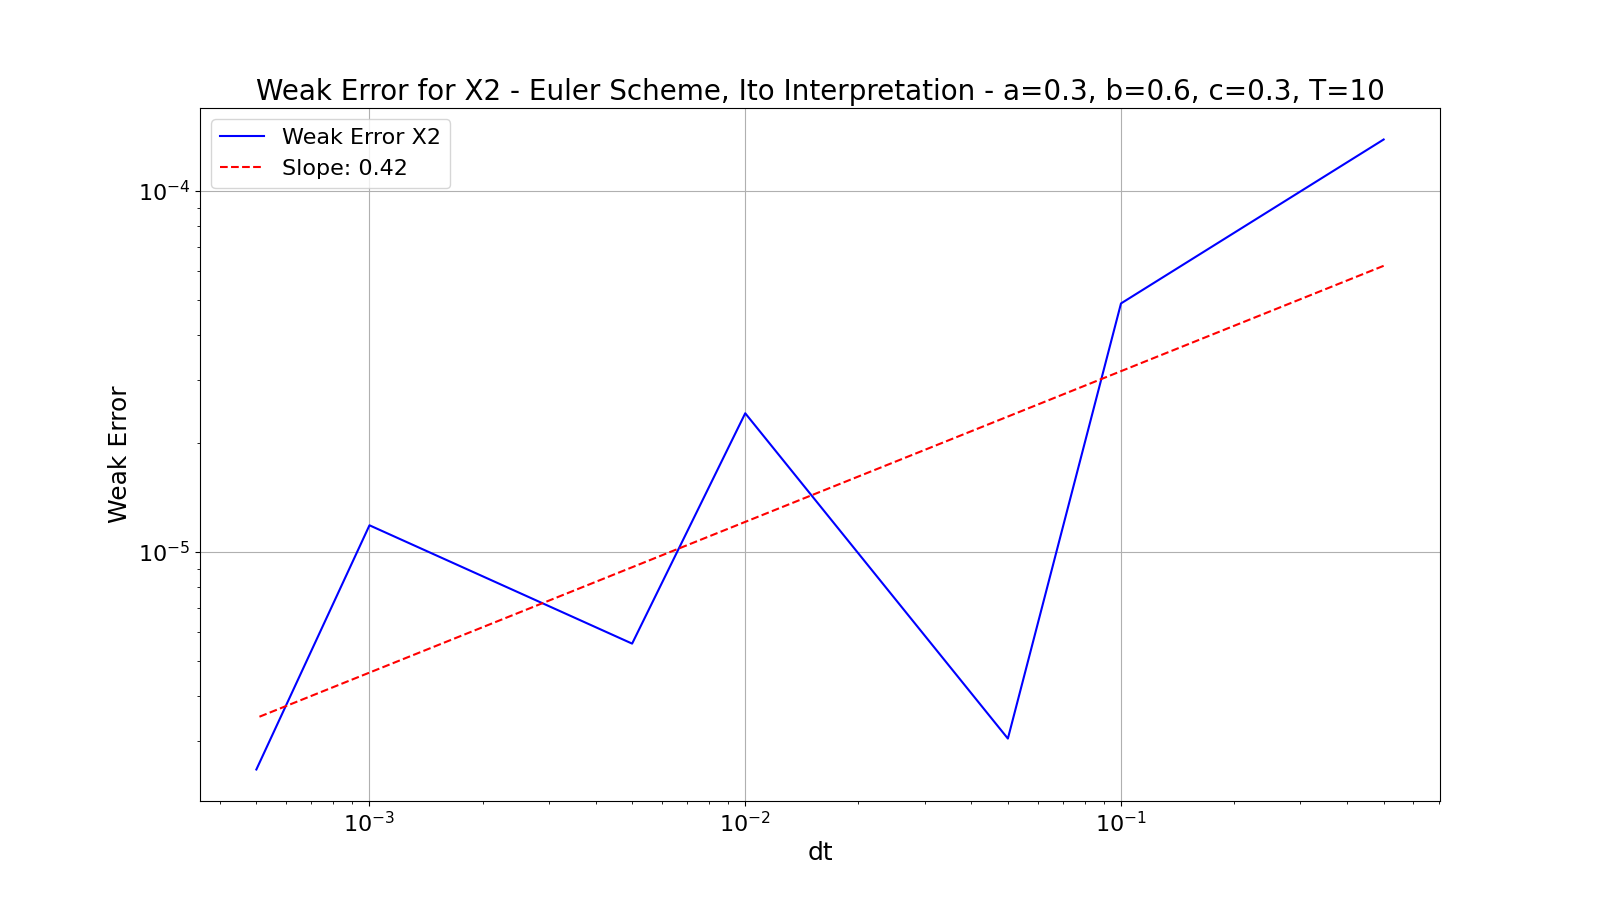 Weak Error for X2 - Euler Scheme, Ito Interpretation - a=0.3, b=0.6, c=0.3, T=10
Weak Error X2
Slope: 0.42
10⁻⁴
10⁻⁵
Weak Error
10⁻³ 10⁻² 10⁻¹
dt